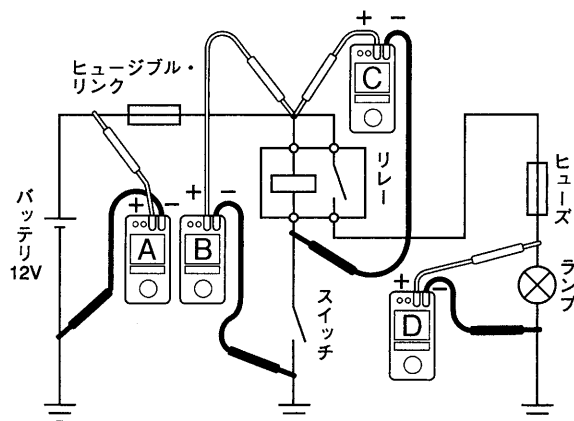 ヒュージブル・
リンク
バッテリ
12V
+ −
A
+ −
B
+ −
C
リレー
スイッチ
+ −
D
ヒューズ
ランプ